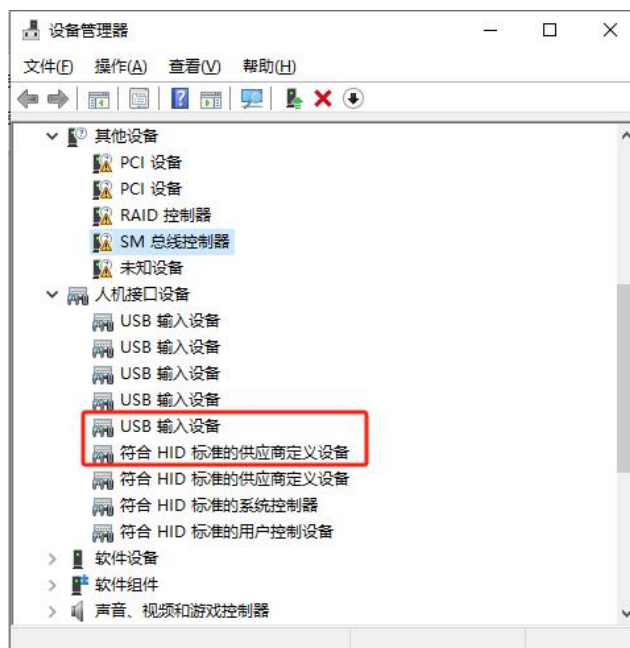 设备管理器
文件(F) 操作(A) 查看(V) 帮助(H)
其他设备
PCI 设备
PCI 设备
RAID 控制器
SM 总线控制器
未知设备
人机接口设备
USB 输入设备
USB 输入设备
USB 输入设备
USB 输入设备
USB 输入设备
符合 HID 标准的供应商定义设备
符合 HID 标准的供应商定义设备
符合 HID 标准的系统控制器
符合 HID 标准的用户控制设备
软件设备
软件组件
声音、视频和游戏控制器